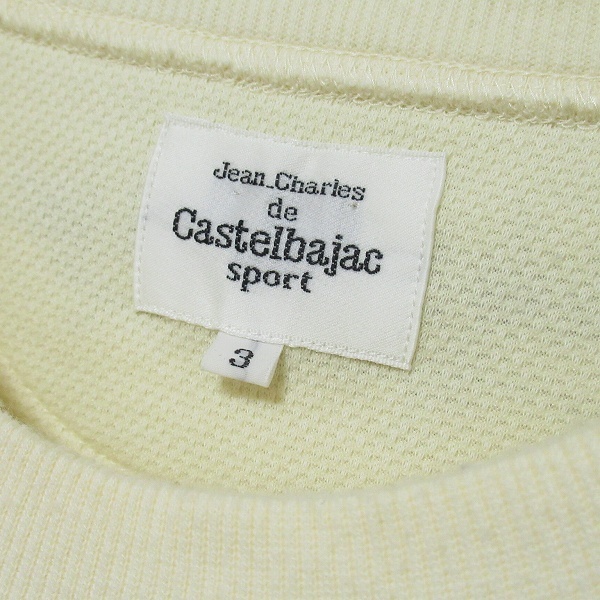 Jean_Charles
de
Castelbajac
sport
3